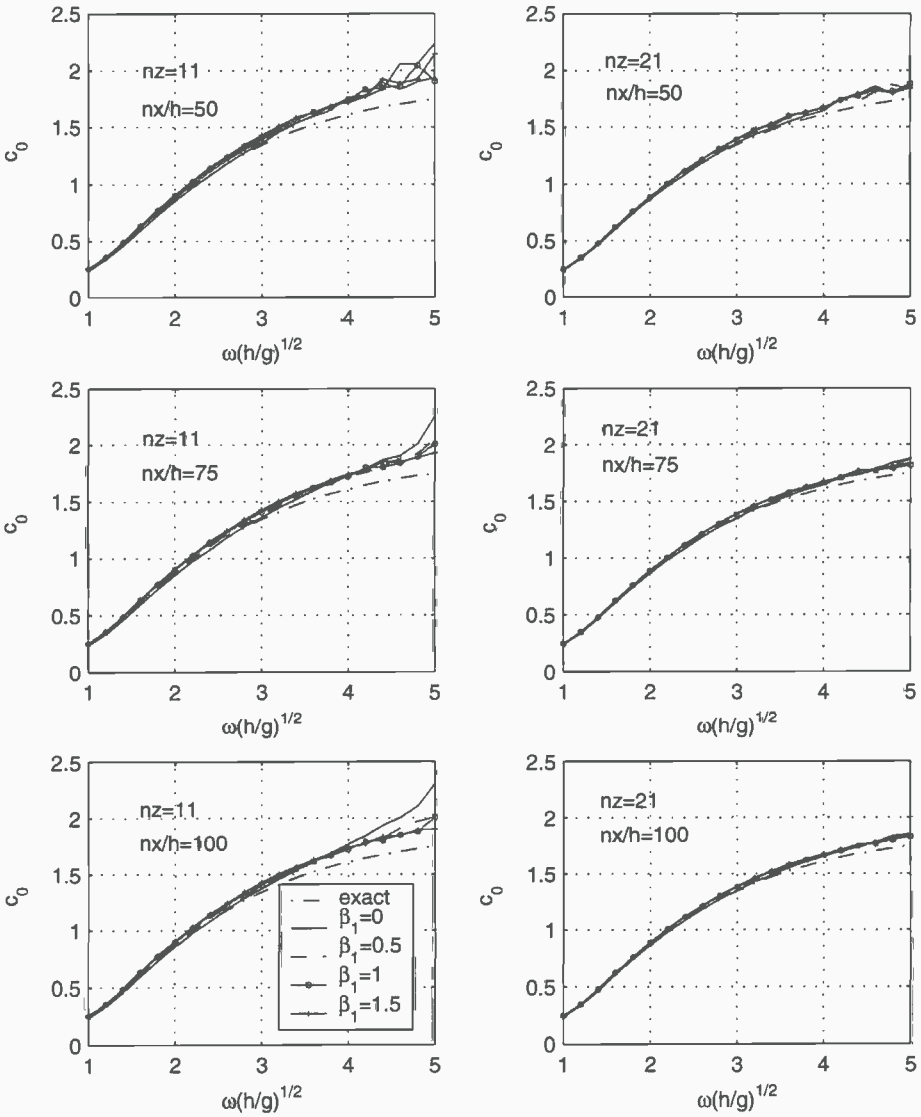 2.5
2
1.5
1
0.5
0
c0
nz=11
nx/h=50
1 2 3 4 5
ω(h/g)1/2
2.5
2
1.5
1
0.5
0
c0
nz=21
nx/h=50
1 2 3 4 5
ω(h/g)1/2
2.5
2
1.5
1
0.5
0
c0
nz=11
nx/h=75
1 2 3 4 5
ω(h/g)1/2
2.5
2
1.5
1
0.5
0
c0
nz=21
nx/h=75
1 2 3 4 5
ω(h/g)1/2
2.5
2
1.5
1
0.5
0
c0
nz=11
nx/h=100
exact
β1=0
β1=0.5
β1=1
β1=1.5
1 2 3 4 5
ω(h/g)1/2
2.5
2
1.5
1
0.5
0
c0
nz=21
nx/h=100
1 2 3 4 5
ω(h/g)1/2